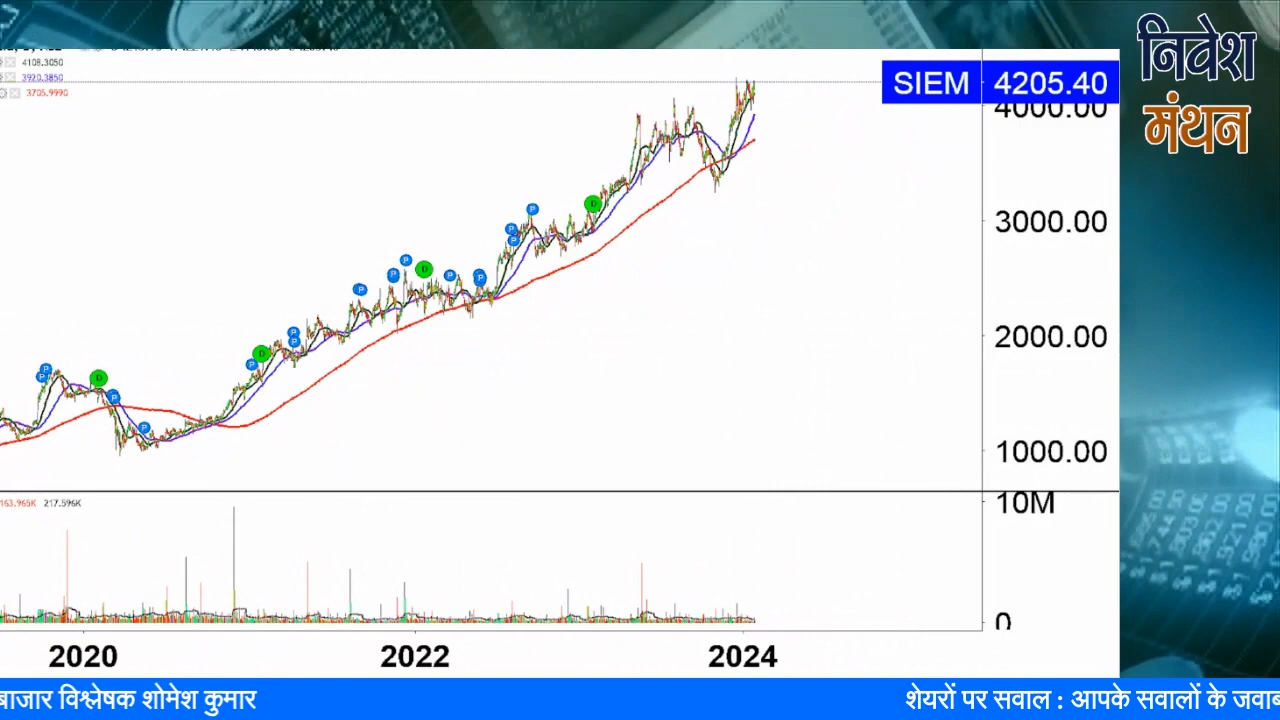 4108.3050
3920.3850
3705.9990
SIEM 4205.40
4000.00
3000.00
2000.00
1000.00
163.965K 217.596K
10M
0
2020 2022 2024
निवेश
मंथन
बाजार विश्लेषक शोमेश कुमार
शेयरों पर सवाल : आपके सवालों के जवाब